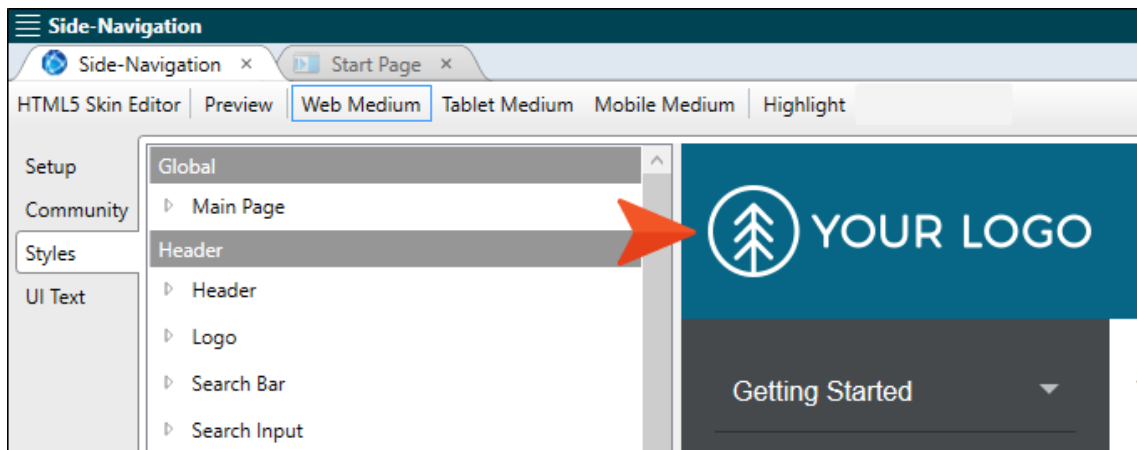 Side-Navigation
Side-Navigation × Start Page ×
HTML5 Skin Editor Preview Web Medium Tablet Medium Mobile Medium Highlight
Setup
Community
Styles
UI Text
Global
Main Page
Header
Header
Logo
Search Bar
Search Input
YOUR LOGO
Getting Started